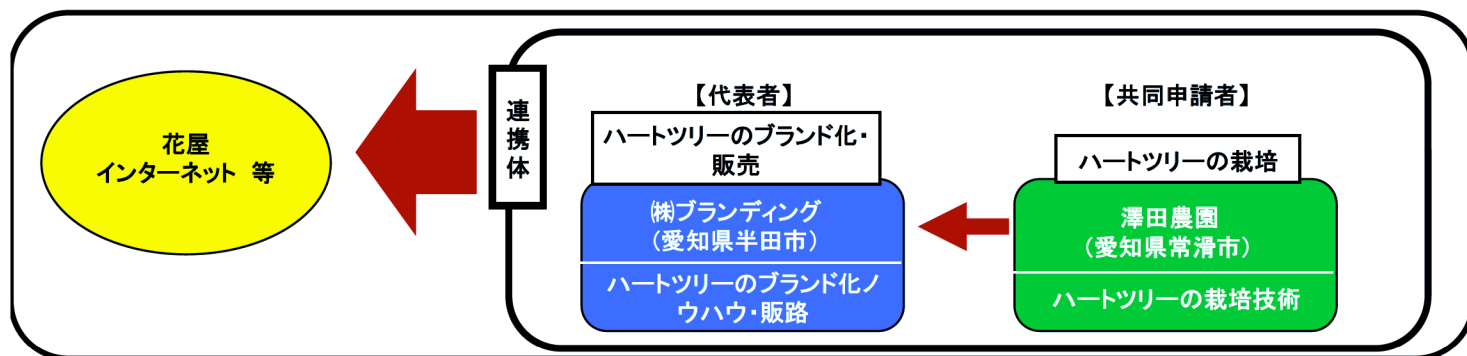 花屋
インターネット 等
連携体
【代表者】
ハートツリーのブランド化・
販売
㈱ブランディング
(愛知県半田市)
ハートツリーのブランド化ノ
ウハウ・販路
【共同申請者】
ハートツリーの栽培
澤田農園
(愛知県常滑市)
ハートツリーの栽培技術